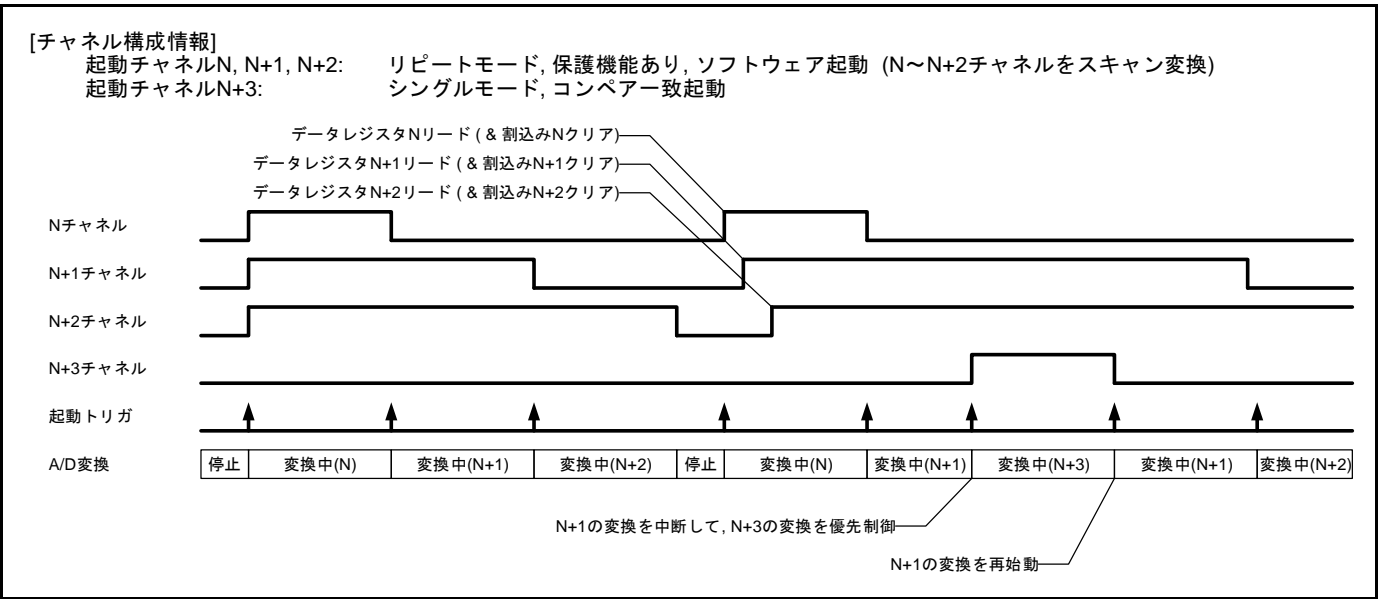 [チャネル構成情報]
起動チャネルN, N+1, N+2: リピートモード, 保護機能あり, ソフトウェア起動 (N～N+2チャネルをスキャン変換)
起動チャネルN+3: シングルモード, コンペア一致起動
データレジスタNリード ( & 割込みNクリア)
データレジスタN+1リード ( & 割込みN+1クリア)
データレジスタN+2リード ( & 割込みN+2クリア)
Nチャネル
N+1チャネル
N+2チャネル
N+3チャネル
起動トリガ
A/D変換 停止 変換中(N) 変換中(N+1) 変換中(N+2) 停止 変換中(N) 変換中(N+1) 変換中(N+3) 変換中(N+1) 変換中(N+2)
N+1の変換を中断して, N+3の変換を優先制御
N+1の変換を再始動